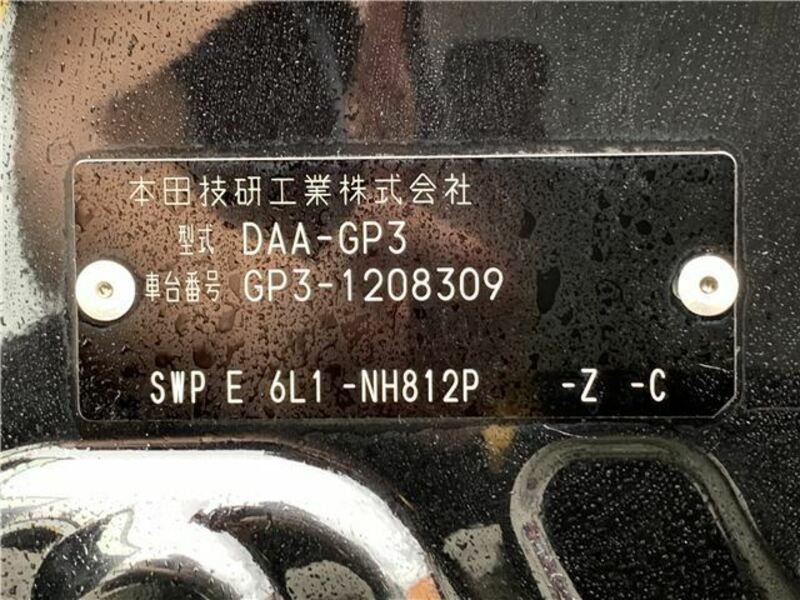 本田技研工業株式会社
型式 DAA-GP3
車台番号 GP3-1208309
SWP E 6L1 -NH812P -Z -C